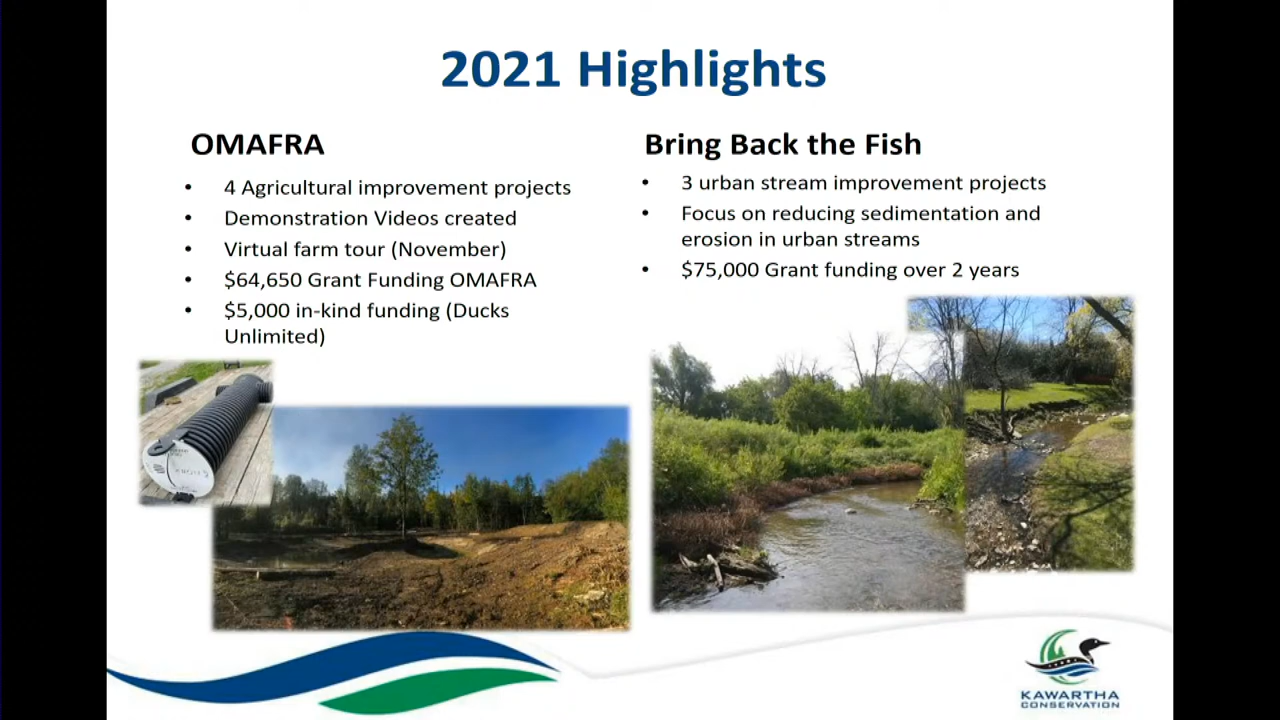 2021 Highlights
OMAFRA
• 4 Agricultural improvement projects
• Demonstration Videos created
• Virtual farm tour (November)
• $64,650 Grant Funding OMAFRA
• $5,000 in-kind funding (Ducks
Unlimited)
Bring Back the Fish
• 3 urban stream improvement projects
• Focus on reducing sedimentation and
erosion in urban streams
• $75,000 Grant funding over 2 years
KAWARTHA
CONSERVATION